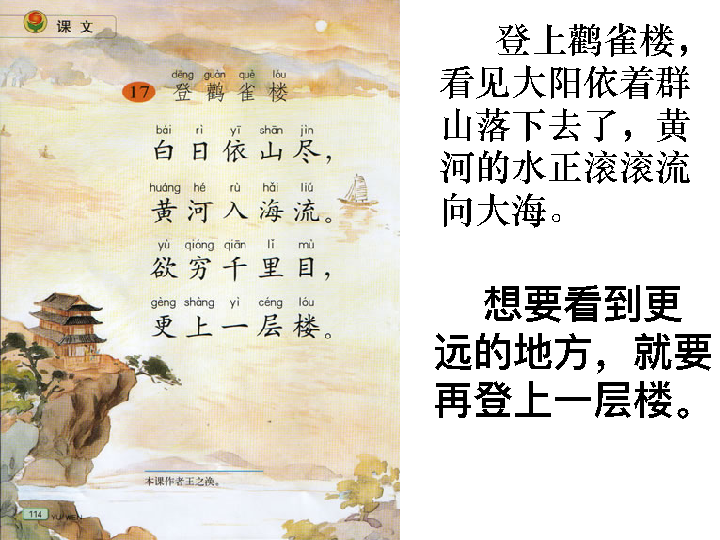 课 文
dēng guàn què lóu
17 登 鹳 雀 楼
bái rì yī shān jìn
白 日 依 山 尽，
huáng hé rù hǎi liú
黄 河 入 海 流。
yù qióng qiān lǐ mù
欲 穷 千 里 目，
gèng shàng yì céng lóu
更 上 一 层 楼。
本课作者王之涣。
114 YU WEN
登上鹳雀楼，
看见大阳依着群
山落下去了，黄
河的水正滚滚流
向大海。
想要看到更
远的地方，就要
再登上一层楼。